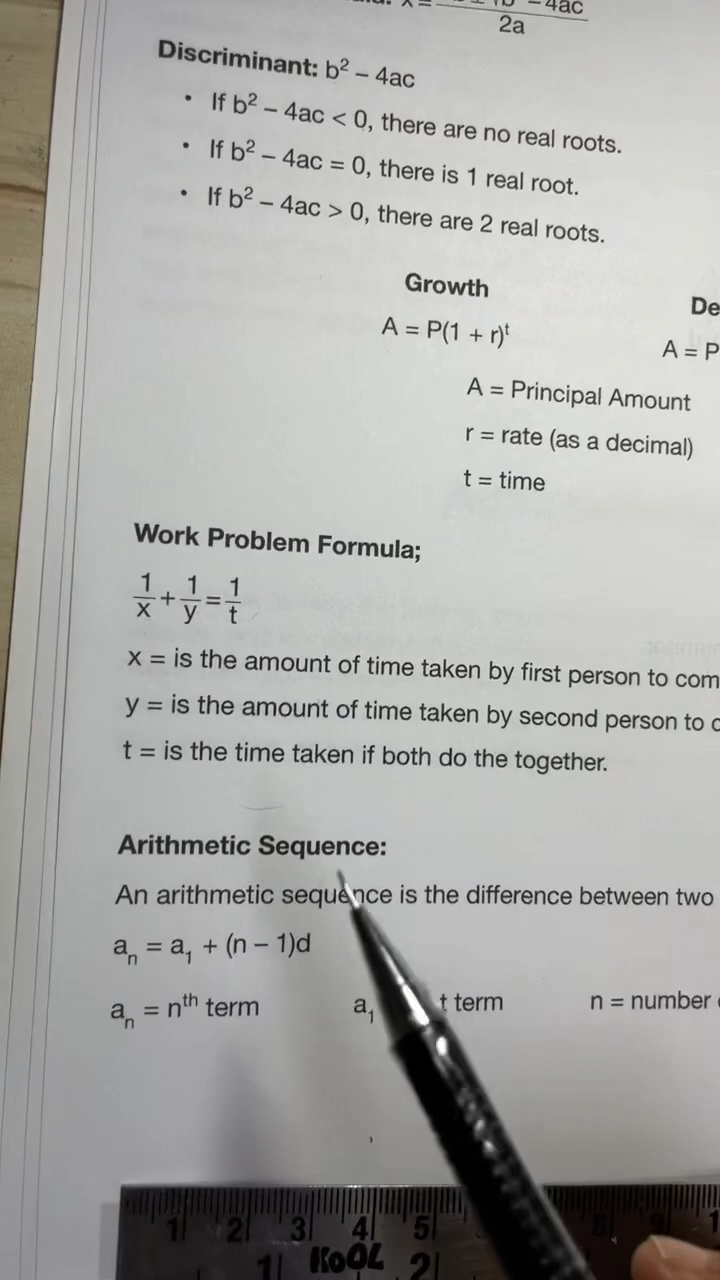 2a
Discriminant: b² – 4ac
• If b² – 4ac < 0, there are no real roots.
• If b² – 4ac = 0, there is 1 real root.
• If b² – 4ac > 0, there are 2 real roots.
Growth
A = P(1 + r)ᵗ
A = P
A = Principal Amount
r = rate (as a decimal)
t = time
Work Problem Formula;
1/x + 1/y = 1/t
x = is the amount of time taken by first person to
y = is the amount of time taken by second person to
t = is the time taken if both do the together.
Arithmetic Sequence:
An arithmetic sequence is the difference between two
aₙ = a₁ + (n – 1)d
aₙ = nᵗʰ term a₁ term n = number
1 2 3 4 5
1 KOOL 2